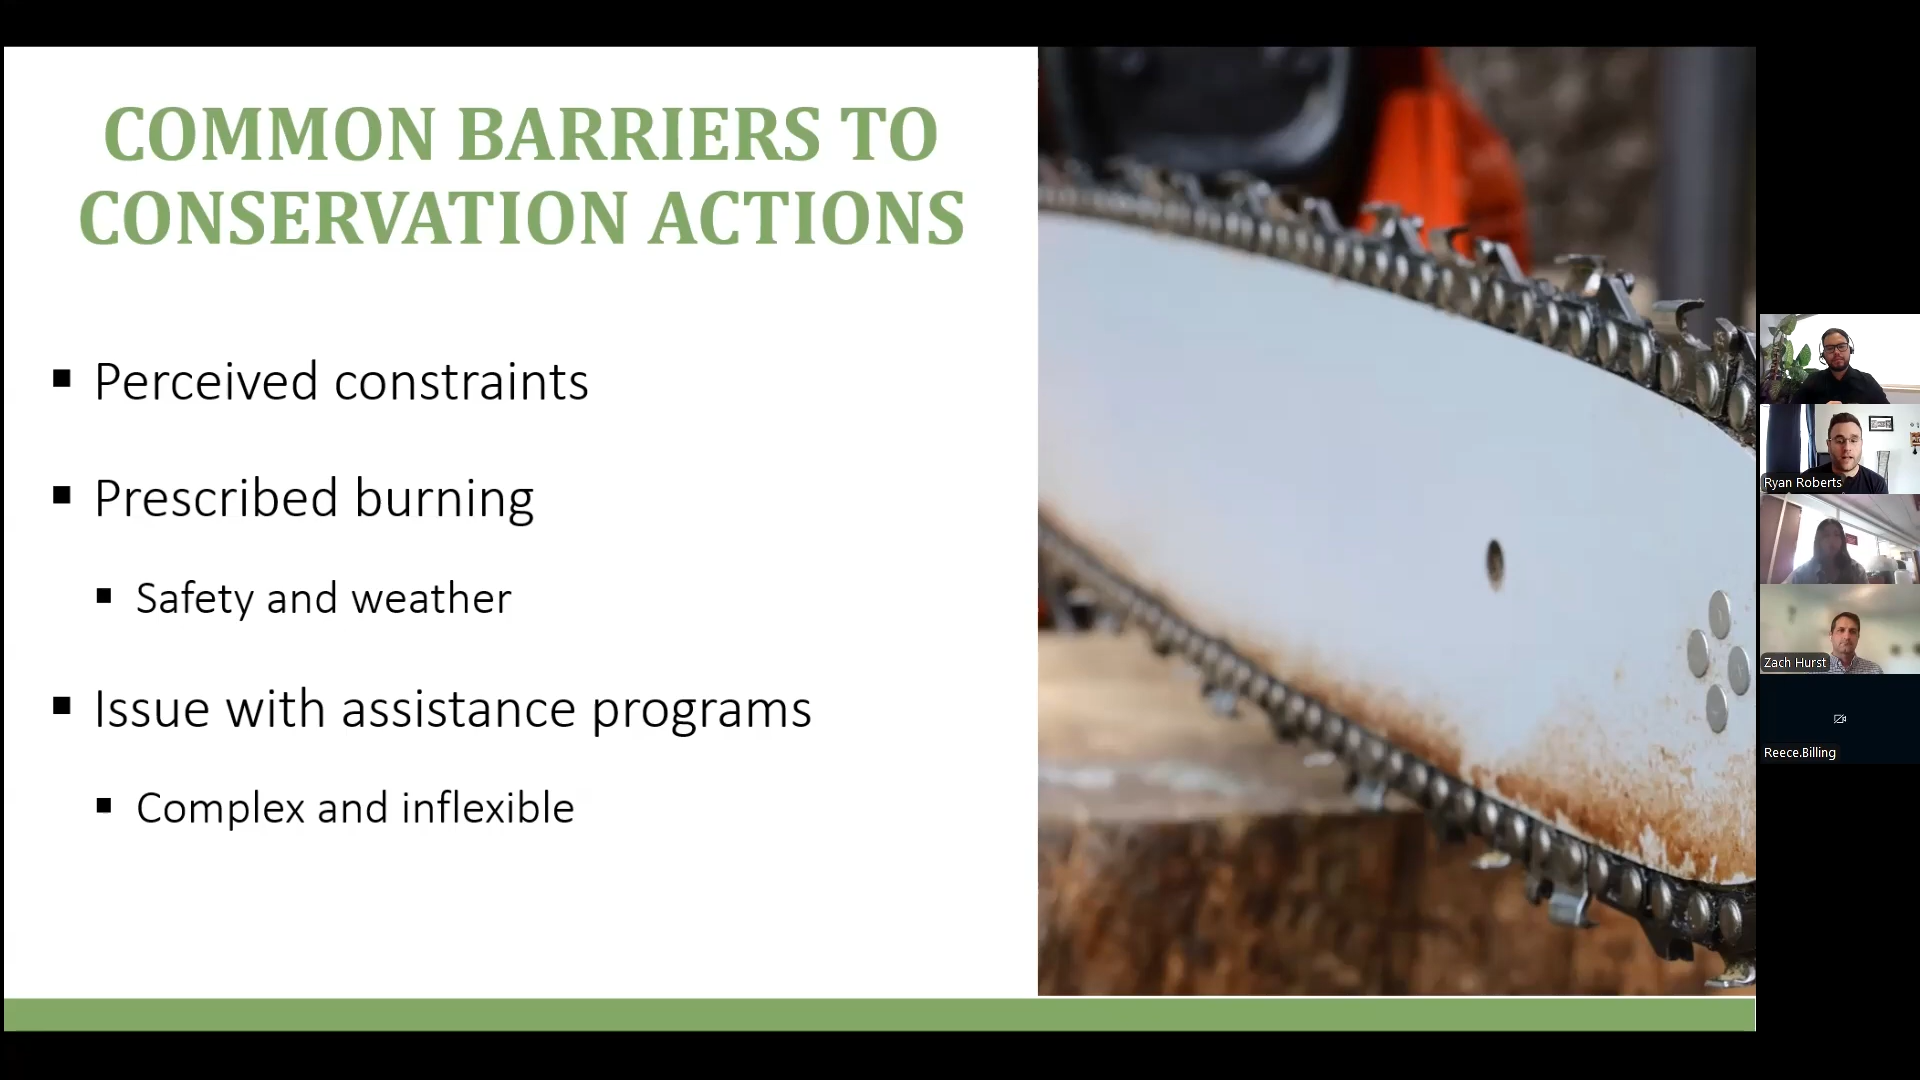 COMMON BARRIERS TO
CONSERVATION ACTIONS
Perceived constraints
Prescribed burning
Safety and weather
Issue with assistance programs
Complex and inflexible
Ryan Roberts
Zach Hurst
Reece.Billing